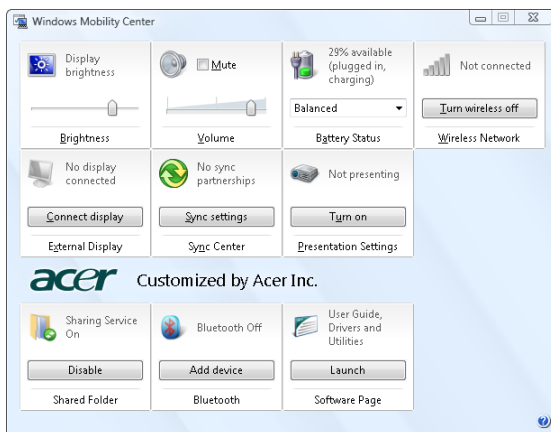 Windows Mobility Center
Display
brightness
Brightness
Mute
Volume
29% available
(plugged in,
charging)
Balanced
Battery Status
Not connected
Turn wireless off
Wireless Network
No display
connected
Connect display
External Display
No sync
partnerships
Sync settings
Sync Center
Not presenting
Turn on
Presentation Settings
acer Customized by Acer Inc.
Sharing Service
On
Disable
Shared Folder
Bluetooth Off
Add device
Bluetooth
User Guide,
Drivers and
Utilities
Launch
Software Page